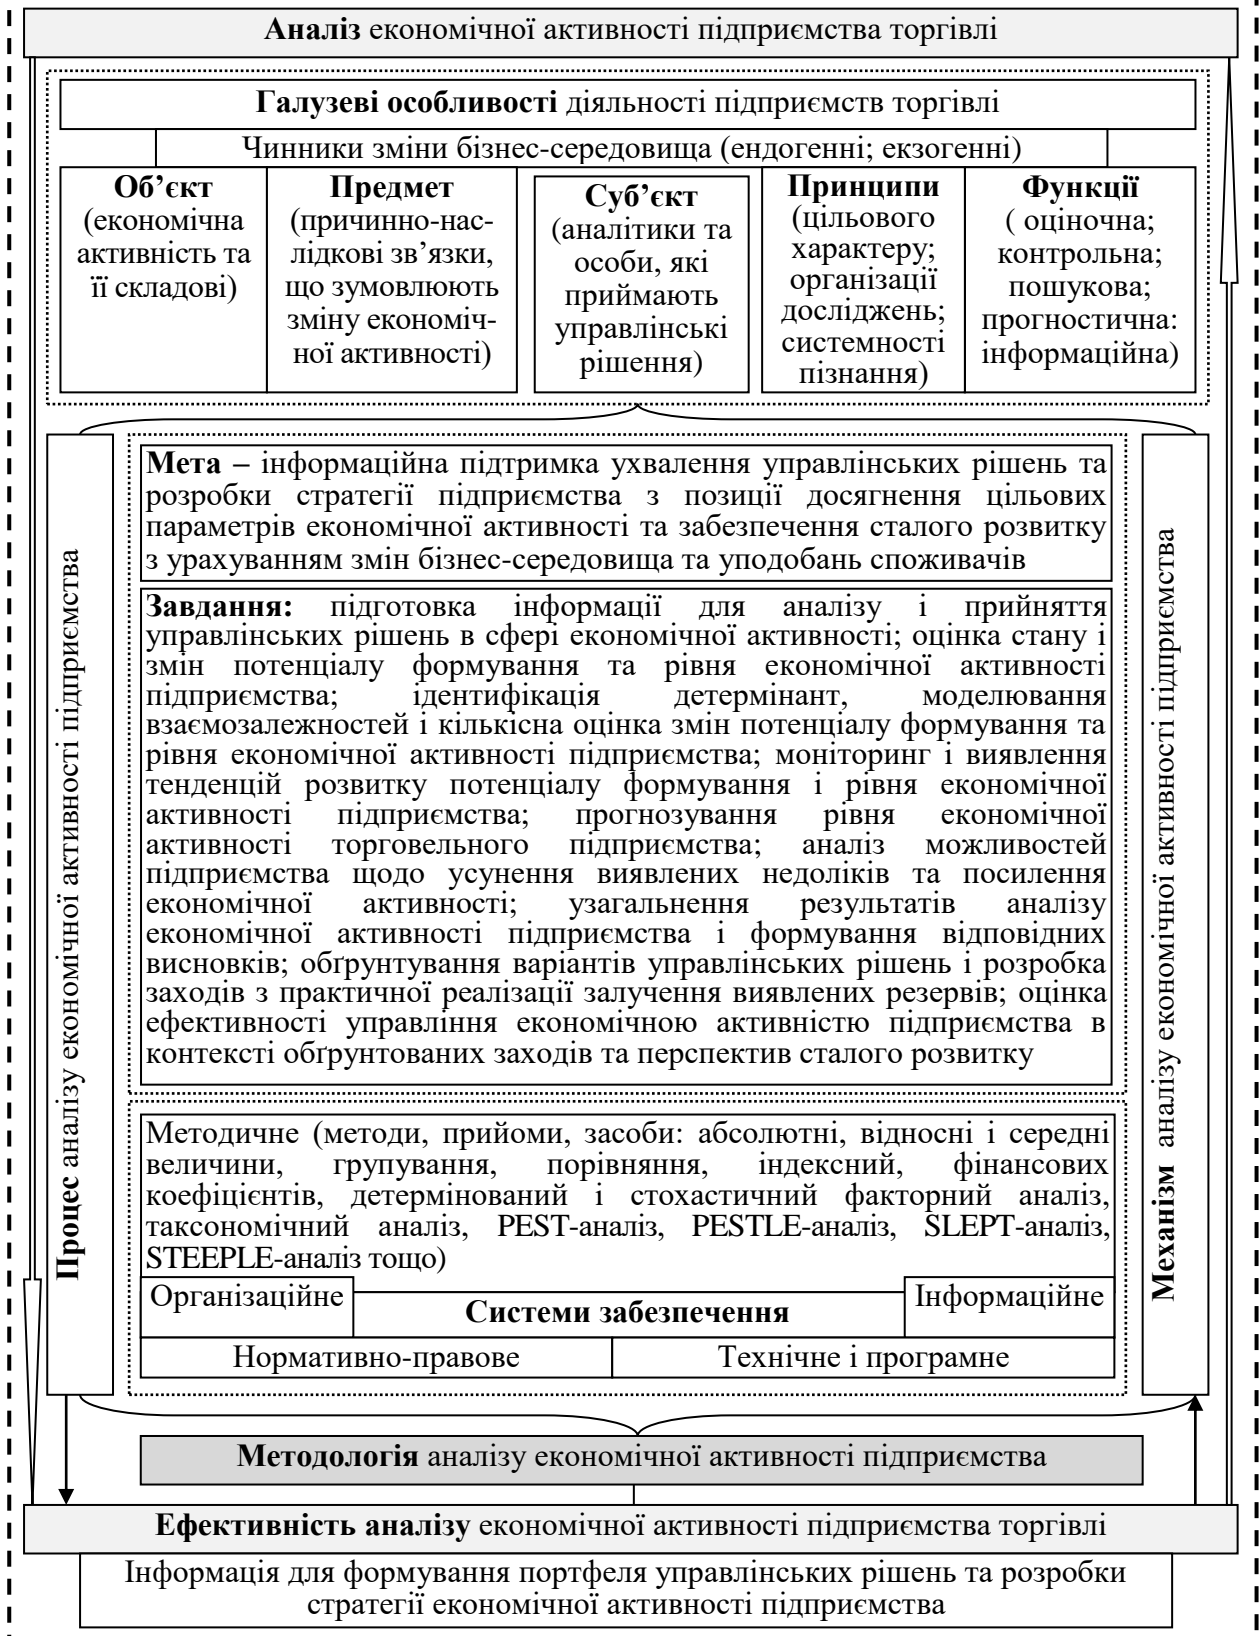 Аналіз економічної активності підприємства торгівлі
Галузеві особливості діяльності підприємств торгівлі
Чинники зміни бізнес-середовища (ендогенні; екзогенні)
Об’єкт
(економічна
активність та
її складові)
Предмет
(причинно-нас-
лідкові зв’язки,
що зумовлюють
зміну економіч-
ної активності)
Суб’єкт
(аналітики та
особи, які
приймають
управлінські
рішення)
Принципи
(цільового
характеру;
організації
досліджень;
системності
пізнання)
Функції
( оціночна;
контрольна;
пошукова;
прогностична:
інформаційна)
Процес аналізу економічної активності підприємства
Мета – інформаційна підтримка ухвалення управлінських рішень та
розробки стратегії підприємства з позиції досягнення цільових
параметрів економічної активності та забезпечення сталого розвитку
з урахуванням змін бізнес-середовища та уподобань споживачів
Завдання: підготовка інформації для аналізу і прийняття
управлінських рішень в сфері економічної активності; оцінка стану і
змін потенціалу формування та рівня економічної активності
підприємства; ідентифікація детермінант, моделювання
взаємозалежностей і кількісна оцінка змін потенціалу формування та
рівня економічної активності підприємства; моніторинг і виявлення
тенденцій розвитку потенціалу формування і рівня економічної
активності підприємства; прогнозування рівня економічної
активності торговельного підприємства; аналіз можливостей
підприємства щодо усунення виявлених недоліків та посилення
економічної активності; узагальнення результатів аналізу
економічної активності підприємства і формування відповідних
висновків; обґрунтування варіантів управлінських рішень і розробка
заходів з практичної реалізації залучення виявлених резервів; оцінка
ефективності управління економічною активністю підприємства в
контексті обґрунтованих заходів та перспектив сталого розвитку
Механізм аналізу економічної активності підприємства
Методичне (методи, прийоми, засоби: абсолютні, відносні і середні
величини, групування, порівняння, індексний, фінансових
коефіцієнтів, детермінований і стохастичний факторний аналіз,
таксономічний аналіз, PEST-аналіз, PESTLE-аналіз, SLEPT-аналіз,
STEEPLE-аналіз тощо)
Організаційне
Системи забезпечення
Інформаційне
Нормативно-правове
Технічне і програмне
Методологія аналізу економічної активності підприємства
Ефективність аналізу економічної активності підприємства торгівлі
Інформація для формування портфеля управлінських рішень та розробки
стратегії економічної активності підприємства